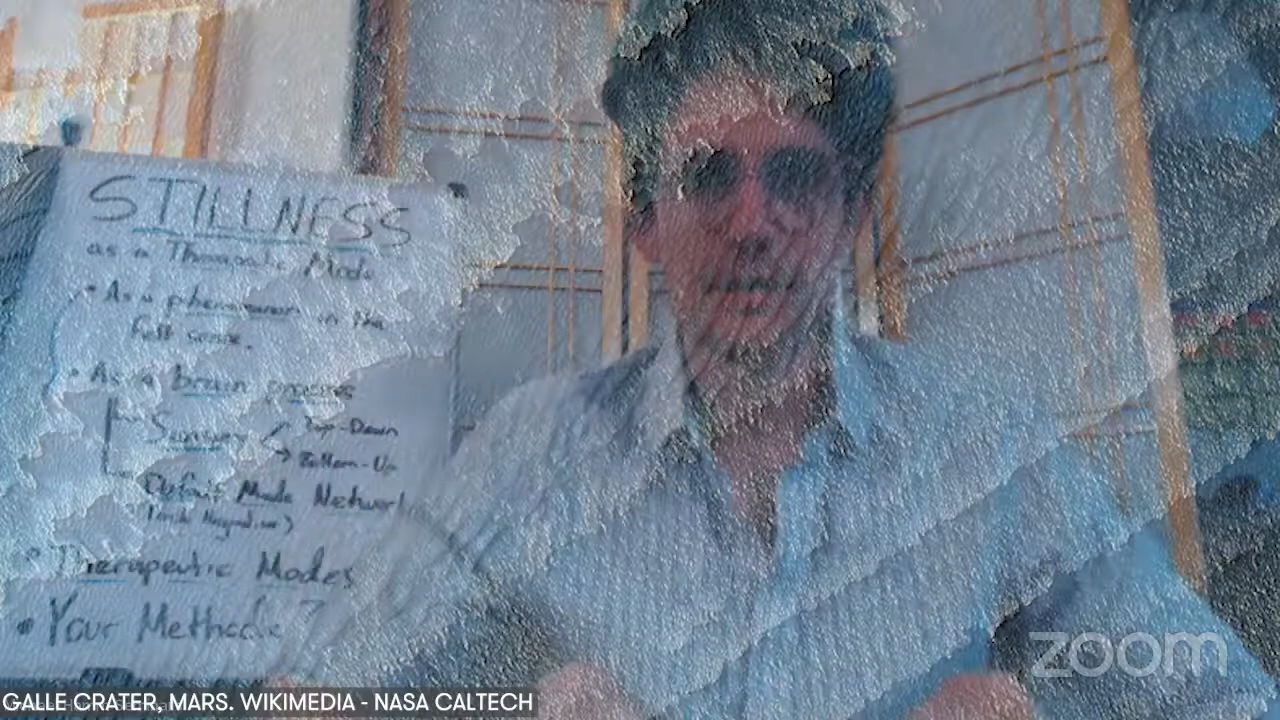 STILLNESS
as a Therapeutic Mode
• As a phenomenon in the
felt sense.
• As a brain process
Sensory
Top-Down
→ Bottom-Up
Default Mode Network
• Therapeutic Modes
• Your Methods?
zoom
GALLE CRATER, MARS. WIKIMEDIA - NASA CALTECH